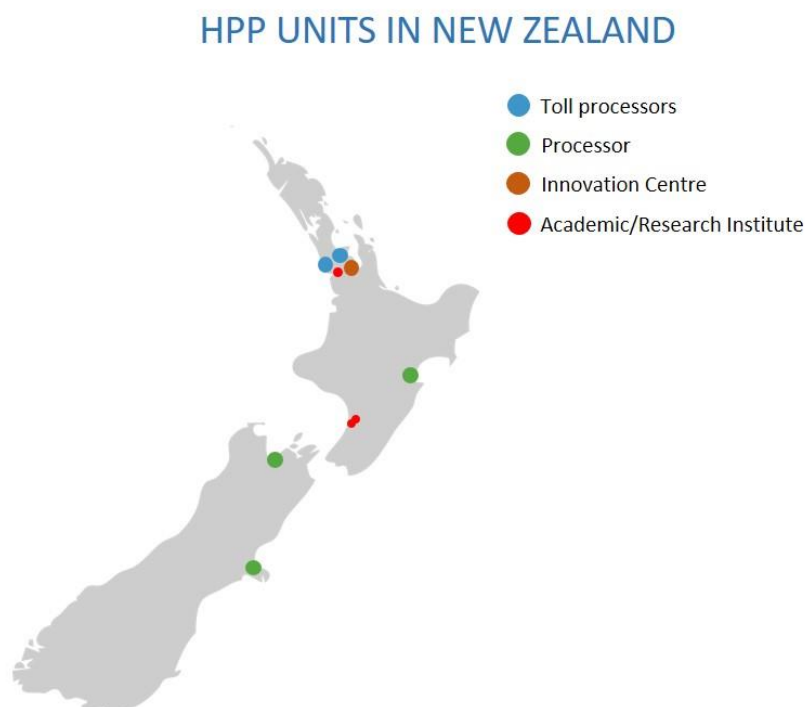 HPP UNITS IN NEW ZEALAND
Toll processors
Processor
Innovation Centre
Academic/Research Institute